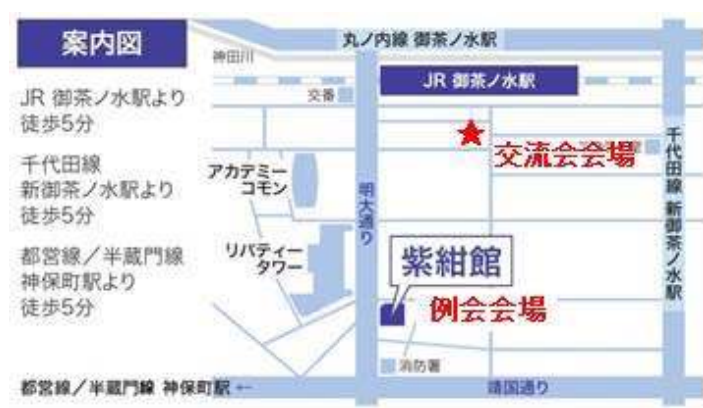 案内図
JR 御茶ノ水駅より
徒歩5分
千代田線
新御茶ノ水駅より
徒歩5分
都営線／半蔵門線
神保町駅より
徒歩5分
丸ノ内線 御茶ノ水駅
神田川
JR 御茶ノ水駅
交番
交流会会場
千代田線 新御茶ノ水駅
アカデミー
コモン
明大通り
リバティー
タワー
紫紺館
例会会場
消防署
都営線／半蔵門線 神保町駅 ←
靖国通り